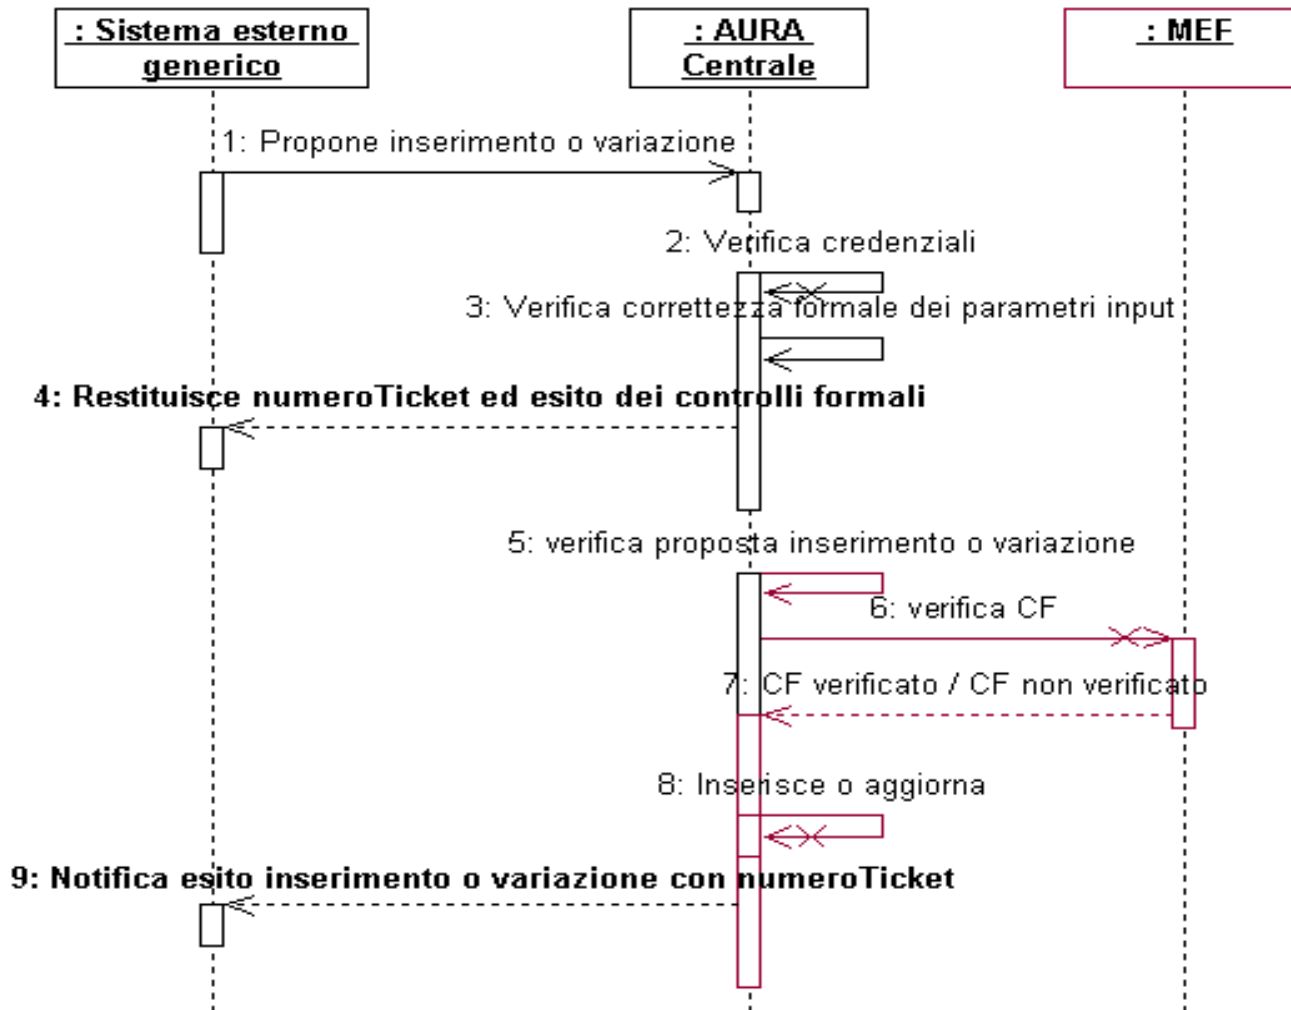 : Sistema esterno
generico
: AURA
Centrale
: MEF
1: Propone inserimento o variazione
2: Verifica credenziali
3: Verifica correttezza formale dei parametri input
4: Restituisce numeroTicket ed esito dei controlli formali
5: verifica proposta inserimento o variazione
6: verifica CF
7: CF verificato / CF non verificato
8: Inserisce o aggiorna
9: Notifica esito inserimento o variazione con numeroTicket